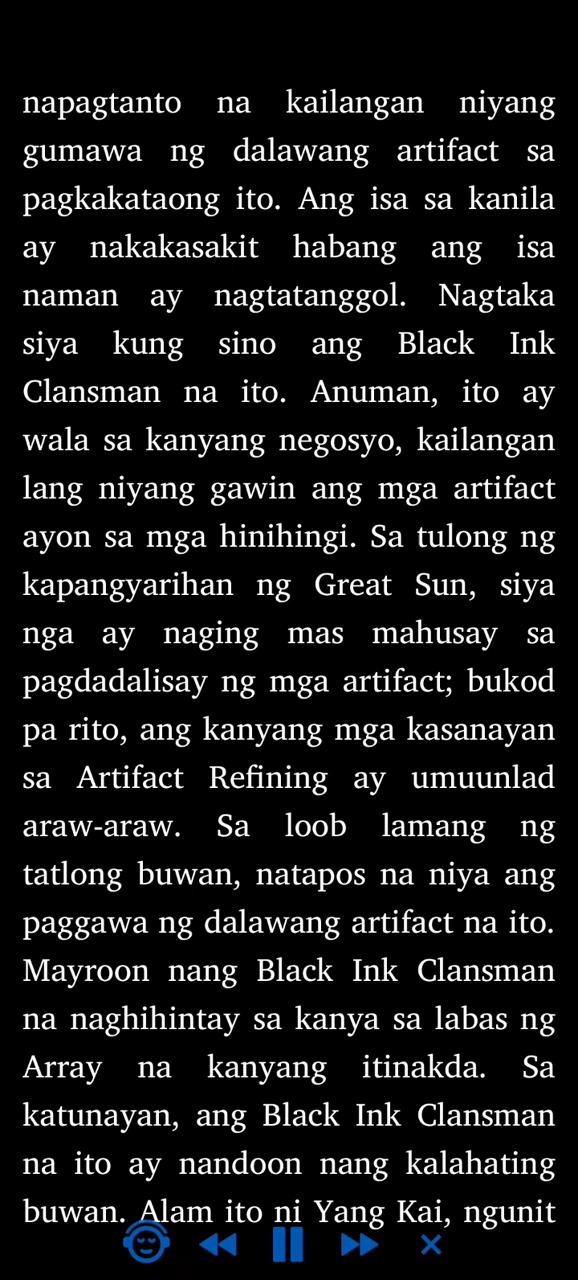 napagtanto na kailangan niyang
gumawa ng dalawang artifact sa
pagkakataong ito. Ang isa sa kanila
ay nakakasakit habang ang isa
naman ay nagtatanggol. Nagtaka
siya kung sino ang Black Ink
Clansman na ito. Anuman, ito ay
wala sa kanyang negosyo, kailangan
lang niyang gawin ang mga artifact
ayon sa mga hinihingi. Sa tulong ng
kapangyarihan ng Great Sun, siya
nga ay naging mas mahusay sa
pagdadalisay ng mga artifact; bukod
pa rito, ang kanyang mga kasanayan
sa Artifact Refining ay umuunlad
araw-araw. Sa loob lamang ng
tatlong buwan, natapos na niya ang
paggawa ng dalawang artifact na ito.
Mayroon nang Black Ink Clansman
na naghihintay sa kanya sa labas ng
Array na kanyang itinakda. Sa
katunayan, ang Black Ink Clansman
na ito ay nandoon nang kalahating
buwan. Alam ito ni Yang Kai, ngunit